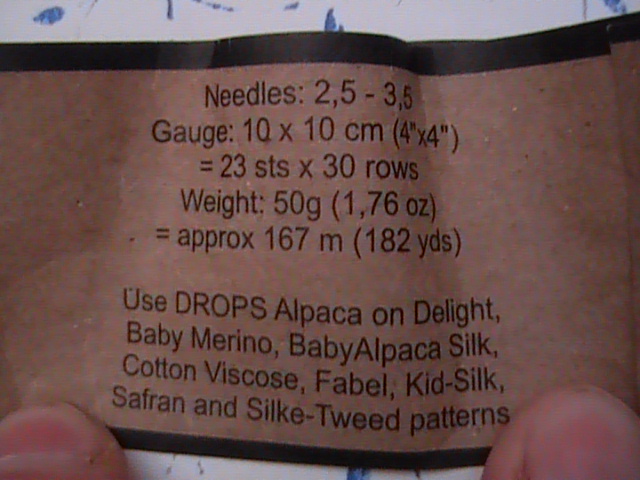 Needles: 2,5 - 3,5
Gauge: 10 x 10 cm (4"x4")
= 23 sts x 30 rows
Weight: 50g (1,76 oz)
= approx 167 m (182 yds)
Use DROPS Alpaca on Delight,
Baby Merino, BabyAlpaca Silk,
Cotton Viscose, Fabel, Kid-Silk,
Safran and Silke-Tweed patterns